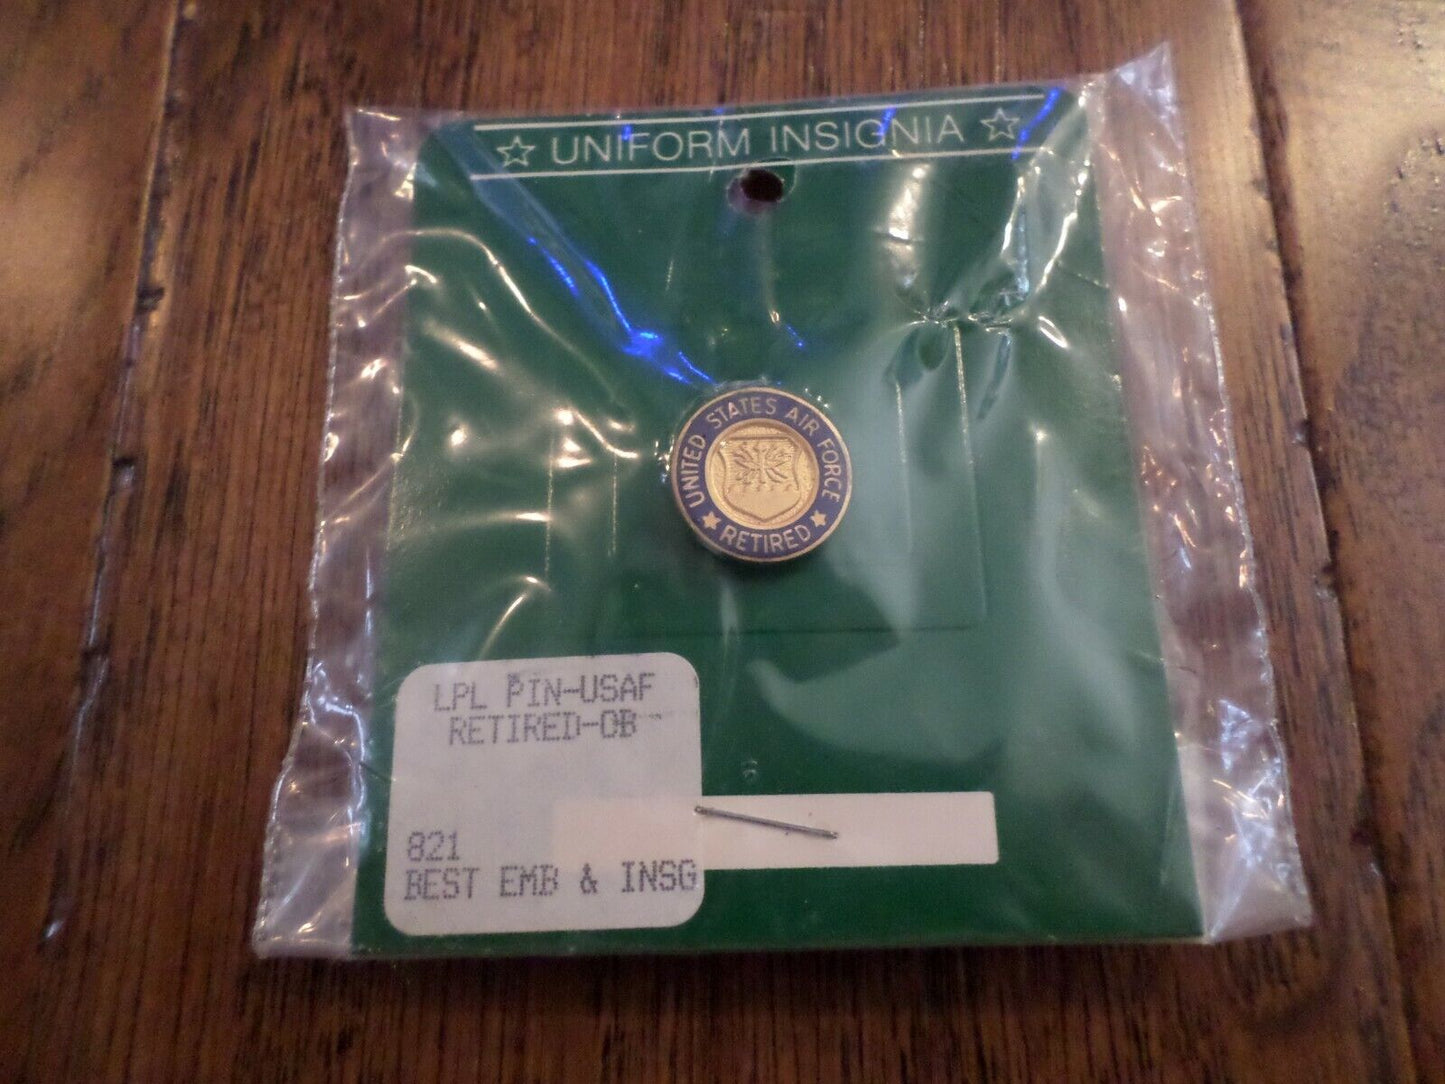 ☆ UNIFORM INSIGNIA ☆
UNITED STATES AIR FORCE
★ RETIRED ★
LPL PIN-USAF
RETIRED-OB
821
BEST EMB & INSG